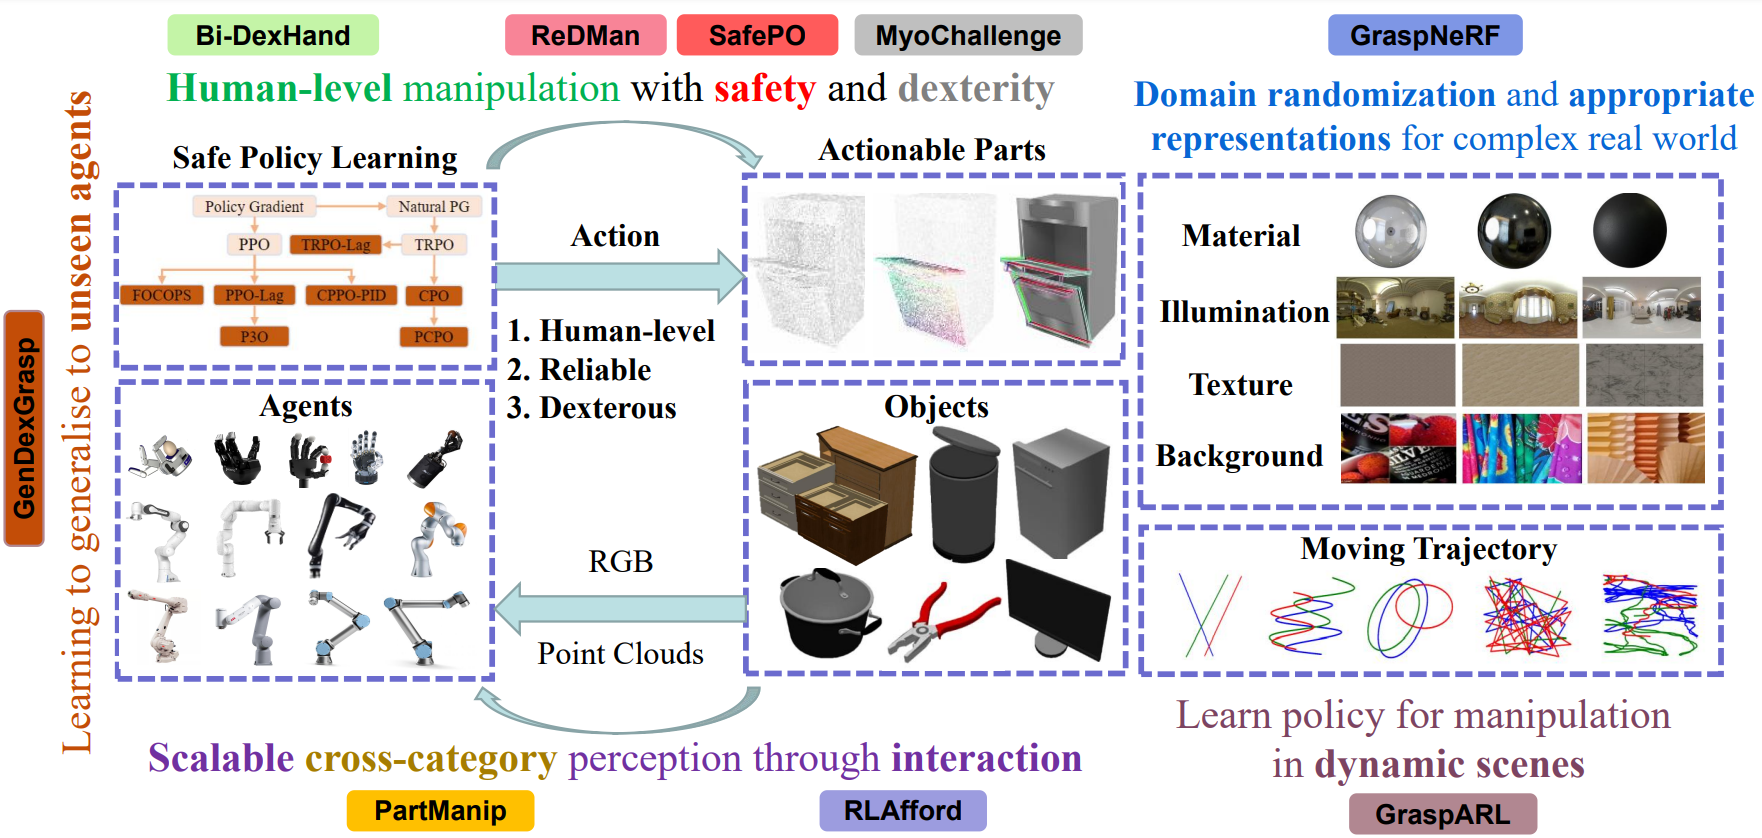 Bi-DexHand
ReDMan
SafePO
MyoChallenge
GraspNeRF
Human-level manipulation with safety and dexterity
Domain randomization and appropriate
representations for complex real world
GenDexGrasp
Learning to generalise to unseen agents
Safe Policy Learning
Policy Gradient
Natural PG
PPO
TRPO-Lag
TRPO
FOCOPS
PPO-Lag
CPPO-PID
CPO
P3O
PCPO
Action
1. Human-level
2. Reliable
3. Dexterous
Actionable Parts
Agents
RGB
Point Clouds
Objects
Material
Illumination
Texture
Background
Moving Trajectory
Scalable cross-category perception through interaction
PartManip
RLAfford
Learn policy for manipulation
in dynamic scenes
GraspARL